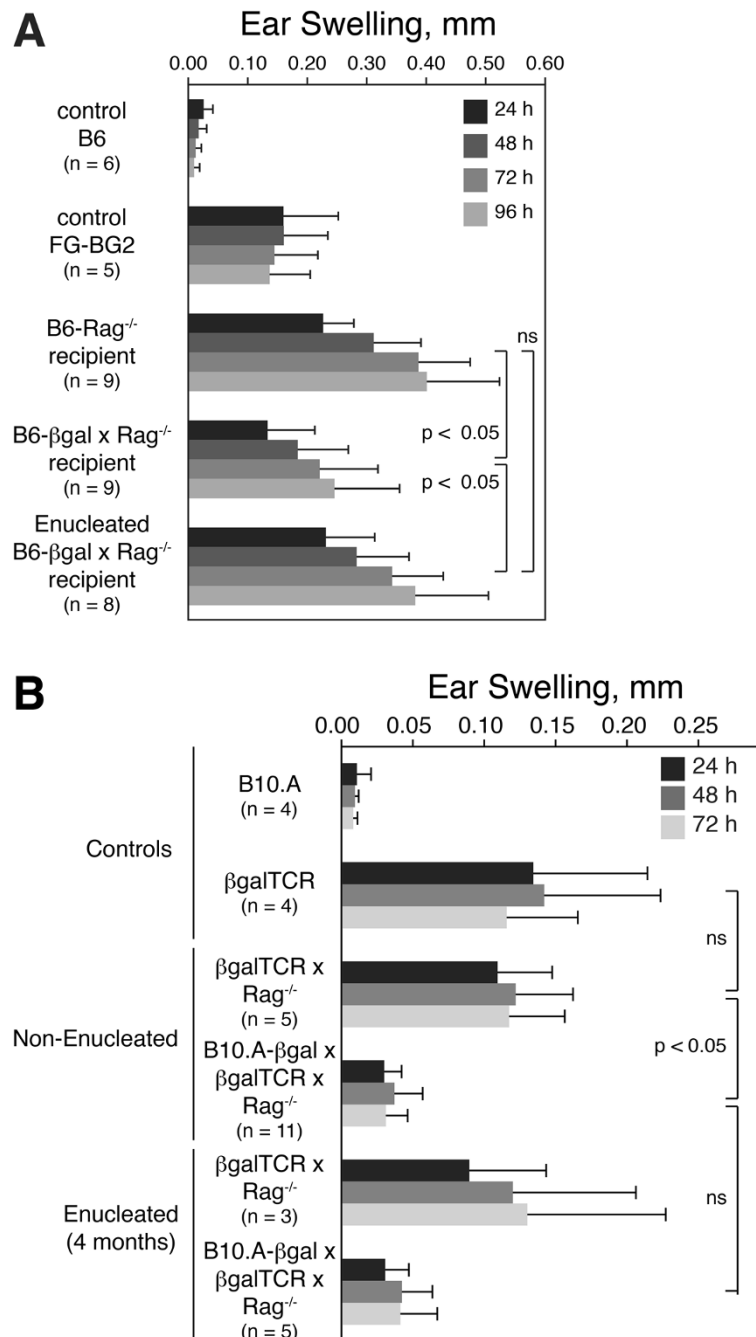 A
Ear Swelling, mm
0.00 0.10 0.20 0.30 0.40 0.50 0.60
24 h
48 h
72 h
96 h
control
B6
(n = 6)
control
FG-BG2
(n = 5)
B6-Rag-/-
recipient
(n = 9)
B6-βgal x Rag-/-
recipient
(n = 9)
Enucleated
B6-βgal x Rag-/-
recipient
(n = 8)
ns
p < 0.05
p < 0.05
B
Ear Swelling, mm
0.00 0.05 0.10 0.15 0.20 0.25
24 h
48 h
72 h
Controls
B10.A
(n = 4)
βgalTCR
(n = 4)
Non-Enucleated
βgalTCR x
Rag-/-
(n = 5)
B10.A-βgal x
βgalTCR x
Rag-/-
(n = 11)
Enucleated
(4 months)
βgalTCR x
Rag-/-
(n = 3)
B10.A-βgal x
βgalTCR x
Rag-/-
(n = 5)
ns
p < 0.05
ns